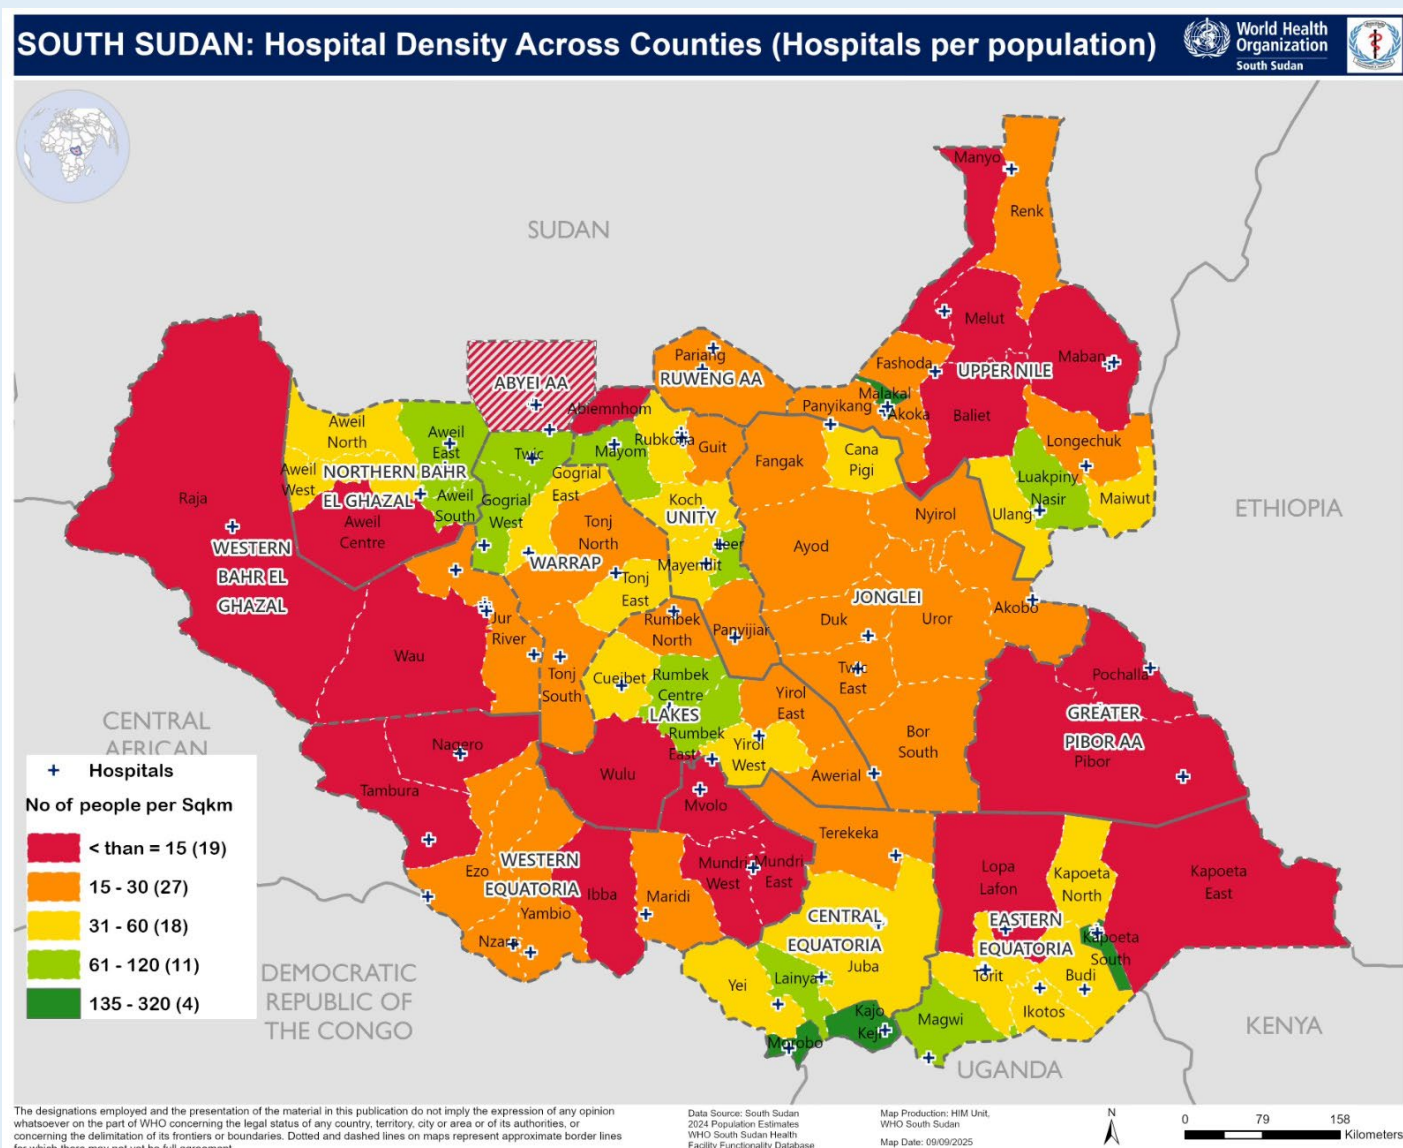 SOUTH SUDAN: Hospital Density Across Counties (Hospitals per population)
World Health
Organization
South Sudan
SUDAN
Manyo
Renk
Melut
Maban
Fashoda
UPPER NILE
Pariang
RUWENG AA
ABYEI AA
Abiemnhom
Malakal
Panyikang
Akoka
Baliet
Longechuk
Aweil
North
Aweil
East
Twic
Mayom
Rubkona
Guit
Fangak
Cana
Pigi
Luakpiny
Nasir
Maiwut
Ulang
ETHIOPIA
Aweil
West
NORTHERN BAHR
EL GHAZAL
Aweil
South
Aweil
Centre
Gogrial
West
Gogrial
East
Koch
UNITY
Nyirol
Raja
WESTERN
BAHR EL
GHAZAL
Tonj
North
WARRAP
Tonj
East
Mayendit
Leer
Ayod
JONGLEI
Duk
Uror
Akobo
Jur
River
Wau
Rumbek
North
Panyijiar
Twic
East
Pochalla
Tonj
South
Cueibet
Rumbek
Centre
LAKES
Rumbek
East
Yirol
East
Yirol
West
Bor
South
GREATER
PIBOR AA
Pibor
CENTRAL
AFRICAN
Nagero
Tambura
Wulu
Awerial
Mvolo
Terekeka
Ezo
WESTERN
EQUATORIA
Yambio
Nzara
Ibba
Maridi
Mundri
West
Mundri
East
Lopa
Lafon
Kapoeta
North
Kapoeta
East
CENTRAL
EQUATORIA
Juba
EASTERN
EQUATORIA
Kapoeta
South
Torit
Budi
Ikotos
Yei
Lainya
Kajo
Keji
Magwi
Morobo
DEMOCRATIC
REPUBLIC OF
THE CONGO
UGANDA
KENYA
Hospitals
No of people per Sqkm
< than = 15 (19)
15 - 30 (27)
31 - 60 (18)
61 - 120 (11)
135 - 320 (4)
The designations employed and the presentation of the material in this publication do not imply the expression of any opinion
whatsoever on the part of WHO concerning the legal status of any country, territory, city or area or of its authorities, or
concerning the delimitation of its frontiers or boundaries. Dotted and dashed lines on maps represent approximate border lines
for which there may not yet be full agreement.
Data Source: South Sudan
2024 Population Estimates
WHO South Sudan Health
Facility Functionality Database
Map Production: HIM Unit,
WHO South Sudan
Map Date: 09/09/2025
N
0 79 158
Kilometers